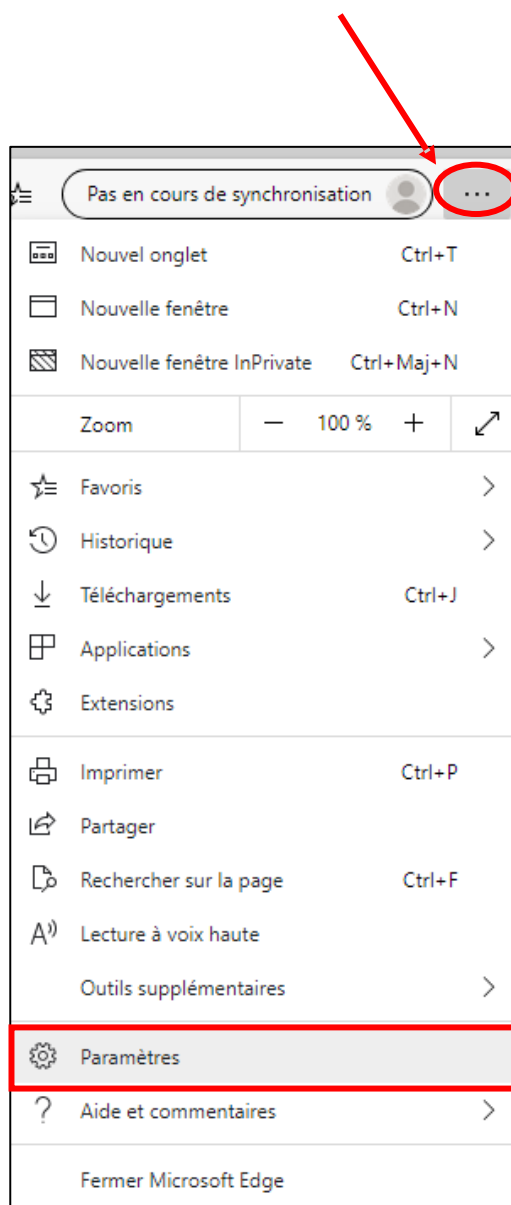 Pas en cours de synchronisation ...
Nouvel onglet Ctrl+T
Nouvelle fenêtre Ctrl+N
Nouvelle fenêtre InPrivate Ctrl+Maj+N
Zoom — 100 % +
Favoris
Historique
Téléchargements Ctrl+J
Applications
Extensions
Imprimer Ctrl+P
Partager
Rechercher sur la page Ctrl+F
Lecture à voix haute
Outils supplémentaires
Paramètres
Aide et commentaires
Fermer Microsoft Edge